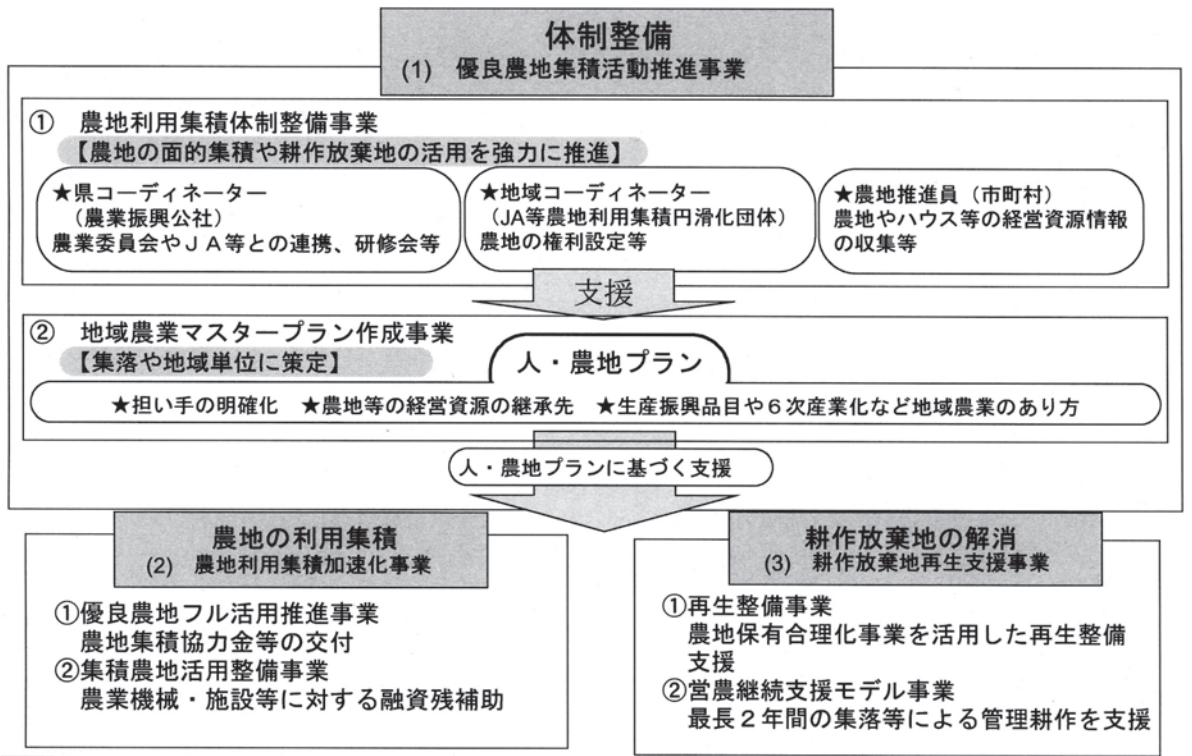 体制整備
(1) 優良農地集積活動推進事業
① 農地利用集積体制整備事業
【農地の面的集積や耕作放棄地の活用を強力に推進】
★県コーディネーター
（農業振興公社）
農業委員会やＪＡ等との連携、研修会等
★地域コーディネーター
（JA等農地利用集積円滑化団体）
農地の権利設定等
★農地推進員（市町村）
農地やハウス等の経営資源情報
の収集等
支援
② 地域農業マスタープラン作成事業
【集落や地域単位に策定】
人・農地プラン
★担い手の明確化 ★農地等の経営資源の継承先 ★生産振興品目や６次産業化など地域農業のあり方
人・農地プランに基づく支援
農地の利用集積
(2) 農地利用集積加速化事業
①優良農地フル活用推進事業
農地集積協力金等の交付
②集積農地活用整備事業
農業機械・施設等に対する融資残補助
耕作放棄地の解消
(3) 耕作放棄地再生支援事業
①再生整備事業
農地保有合理化事業を活用した再生整備
支援
②営農継続支援モデル事業
最長２年間の集落等による管理耕作を支援